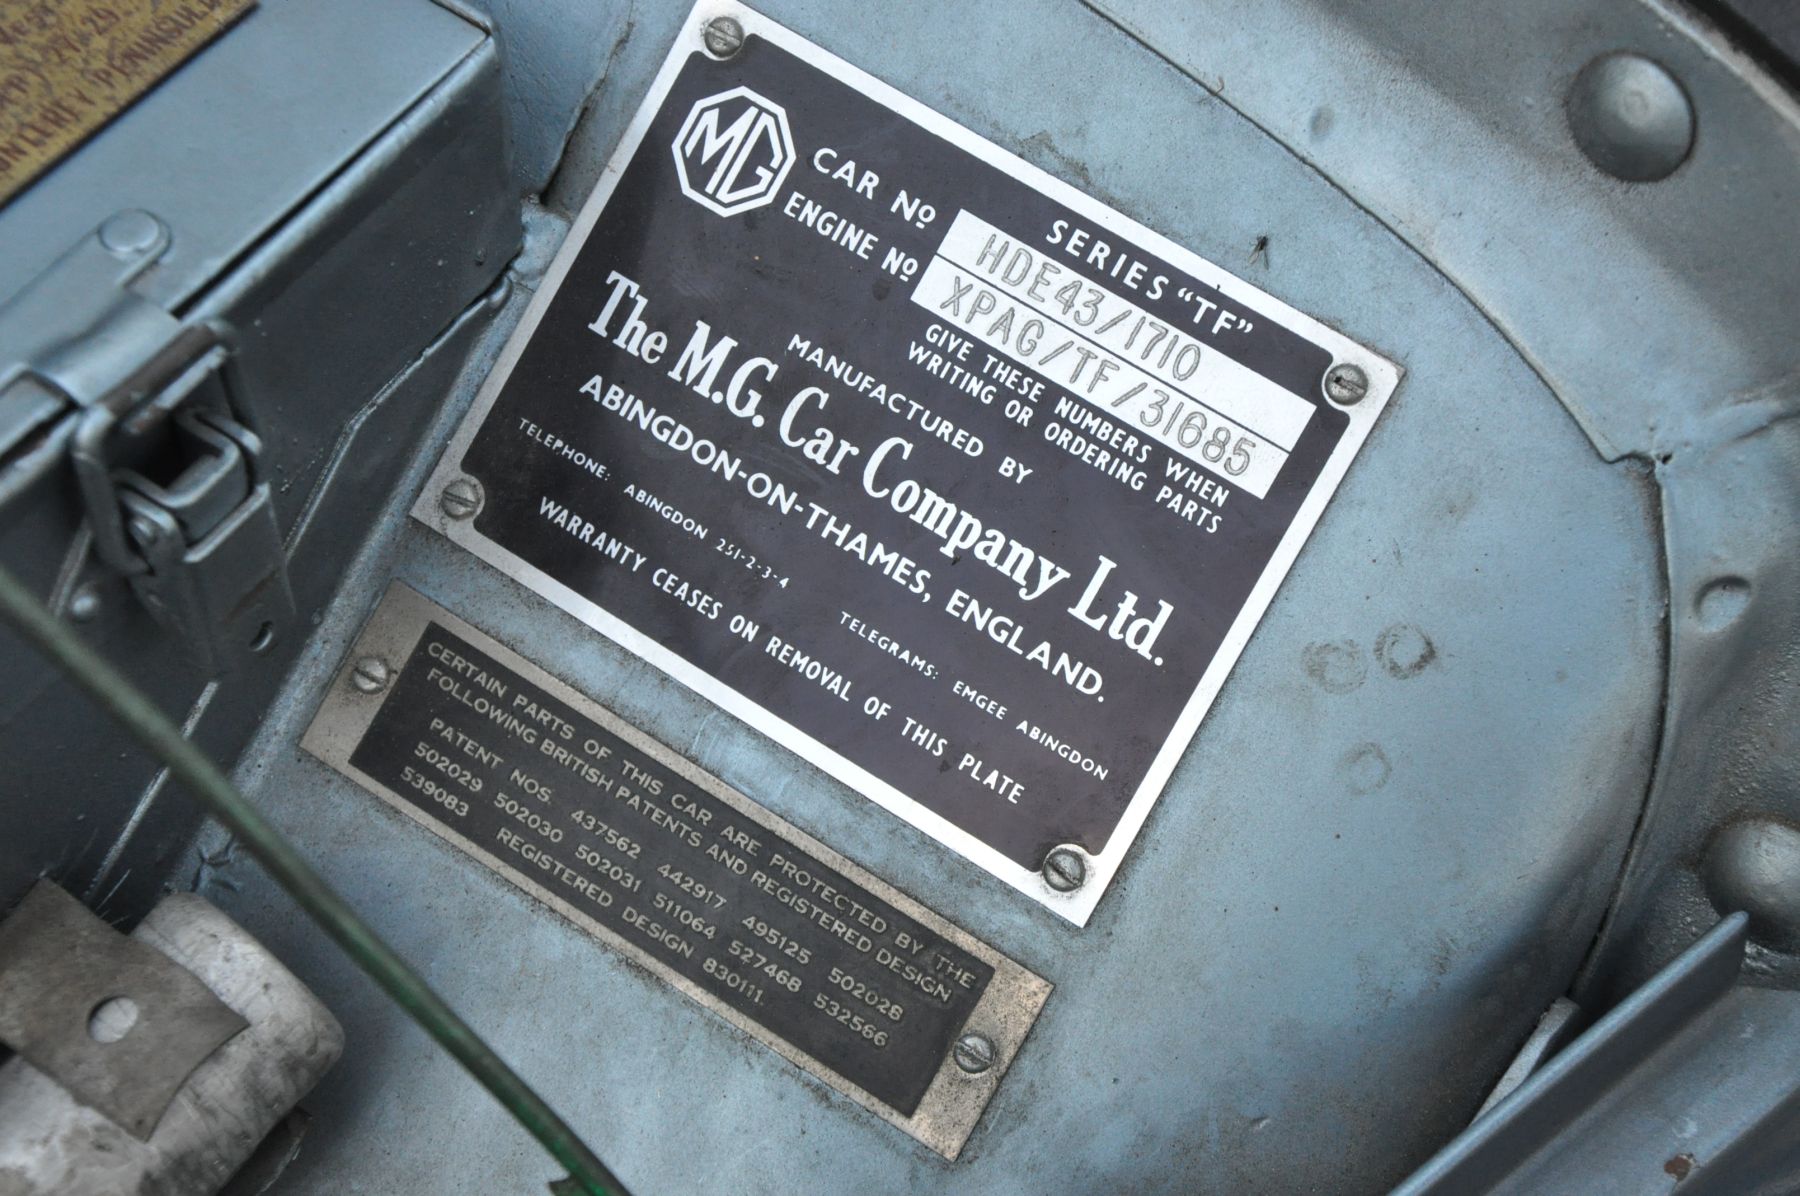 MG
SERIES "TF"
CAR No HDE43/1710
ENGINE No XPAG/TF/31685
GIVE THESE NUMBERS WHEN
WRITING OR ORDERING PARTS
MANUFACTURED BY
The M.G. Car Company Ltd.
ABINGDON-ON-THAMES, ENGLAND.
TELEPHONE: ABINGDON 251-2-3-4 TELEGRAMS: EMGEE ABINGDON
WARRANTY CEASES ON REMOVAL OF THIS PLATE
CERTAIN PARTS OF THIS CAR ARE PROTECTED BY THE
FOLLOWING BRITISH PATENTS AND REGISTERED DESIGN
PATENT NOS. 437562 442917 495125 502028
502029 502030 502031 511064 527468 532566
539083 REGISTERED DESIGN 830111.